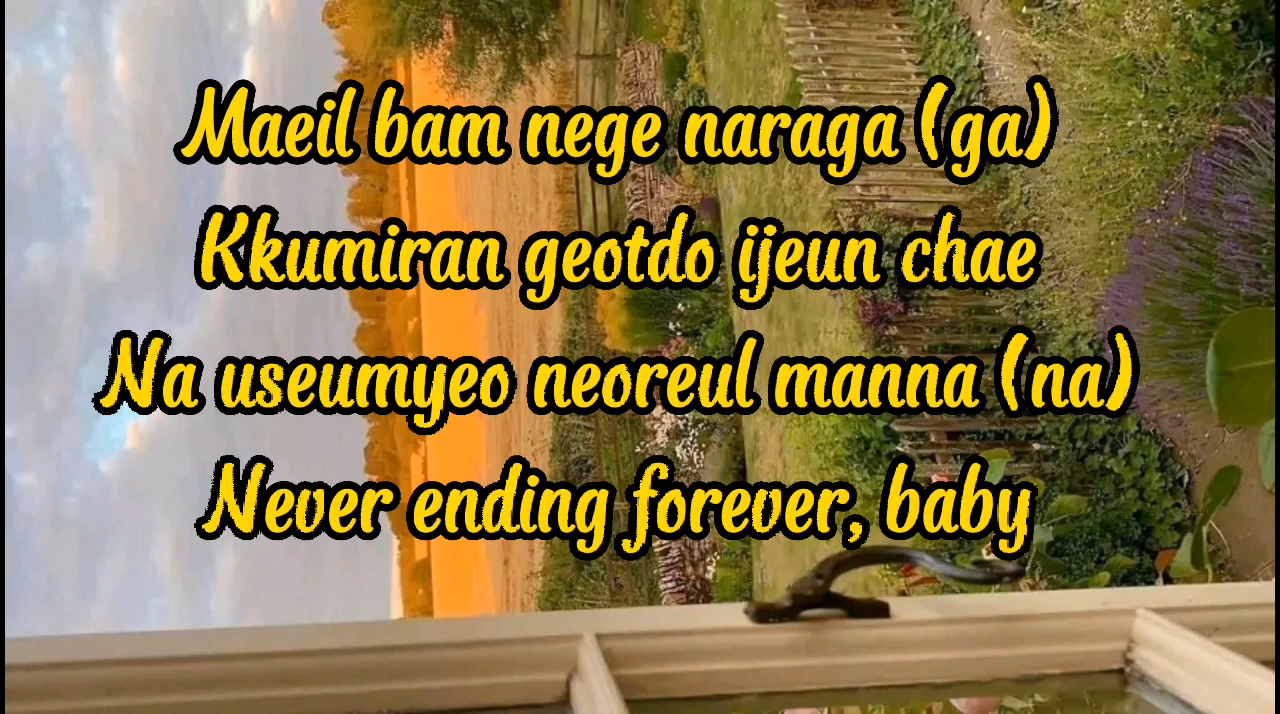 Maeil bam nege naraga (ga)
Kkumiran geotdo ijeun chae
Na useumyeo neoreul manna (na)
Never ending forever, baby